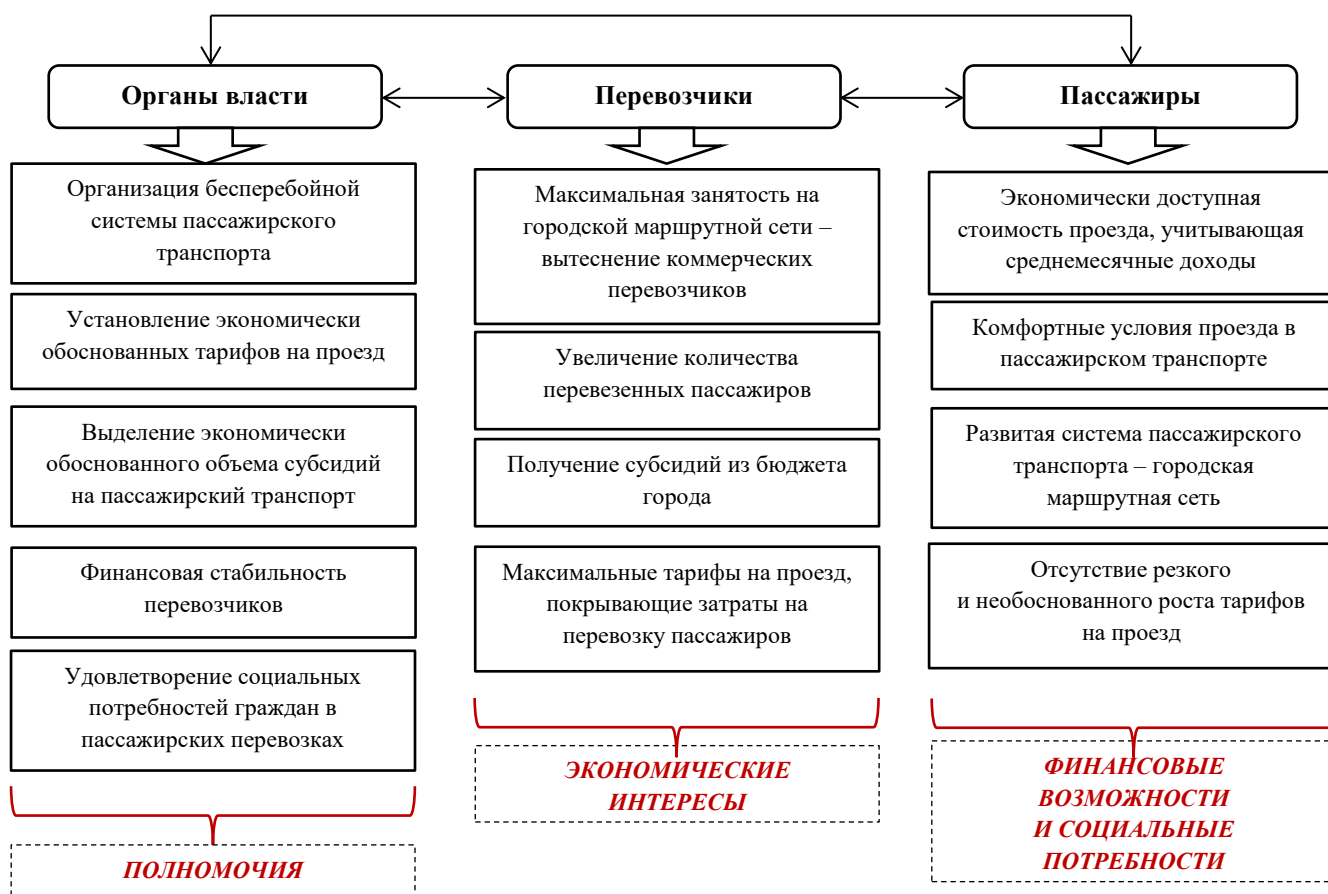 Органы власти
Перевозчики
Пассажиры
Организация бесперебойной
системы пассажирского
транспорта
Установление экономически
обоснованных тарифов на проезд
Выделение экономически
обоснованного объема субсидий
на пассажирский транспорт
Финансовая стабильность
перевозчиков
Удовлетворение социальных
потребностей граждан в
пассажирских перевозках
ПОЛНОМОЧИЯ
Максимальная занятость на
городской маршрутной сети –
вытеснение коммерческих
перевозчиков
Увеличение количества
перевезенных пассажиров
Получение субсидий из бюджета
города
Максимальные тарифы на проезд,
покрывающие затраты на
перевозку пассажиров
ЭКОНОМИЧЕСКИЕ
ИНТЕРЕСЫ
Экономически доступная
стоимость проезда, учитывающая
среднемесячные доходы
Комфортные условия проезда в
пассажирском транспорте
Развитая система пассажирского
транспорта – городская
маршрутная сеть
Отсутствие резкого
и необоснованного роста тарифов
на проезд
ФИНАНСОВЫЕ
ВОЗМОЖНОСТИ
И СОЦИАЛЬНЫЕ
ПОТРЕБНОСТИ